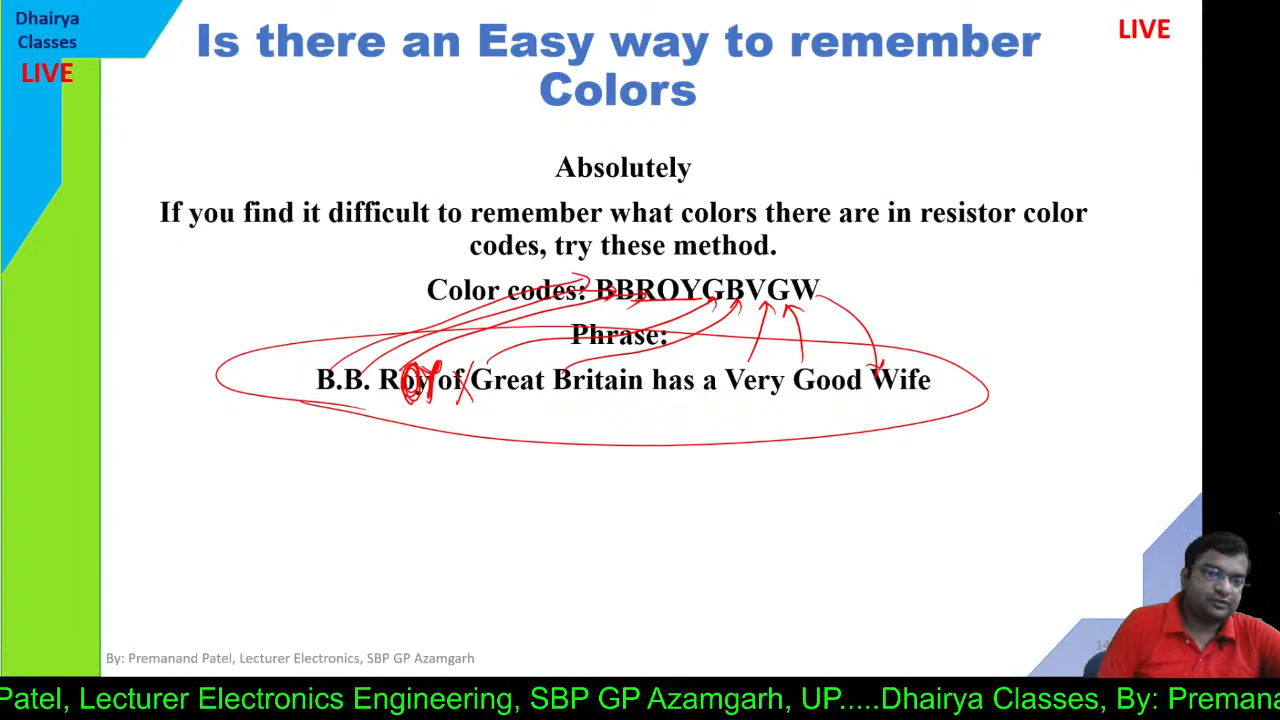 Dhairya
Classes
LIVE
Is there an Easy way to remember
Colors
LIVE
Absolutely
If you find it difficult to remember what colors there are in resistor color
codes, try these method.
Color codes: BBROYGBVGW
Phrase:
B.B. Roy of Great Britain has a Very Good Wife
OY
By: Premanand Patel, Lecturer Electronics, SBP GP Azamgarh
14
Patel, Lecturer Electronics Engineering, SBP GP Azamgarh, UP.....Dhairya Classes, By: Premana